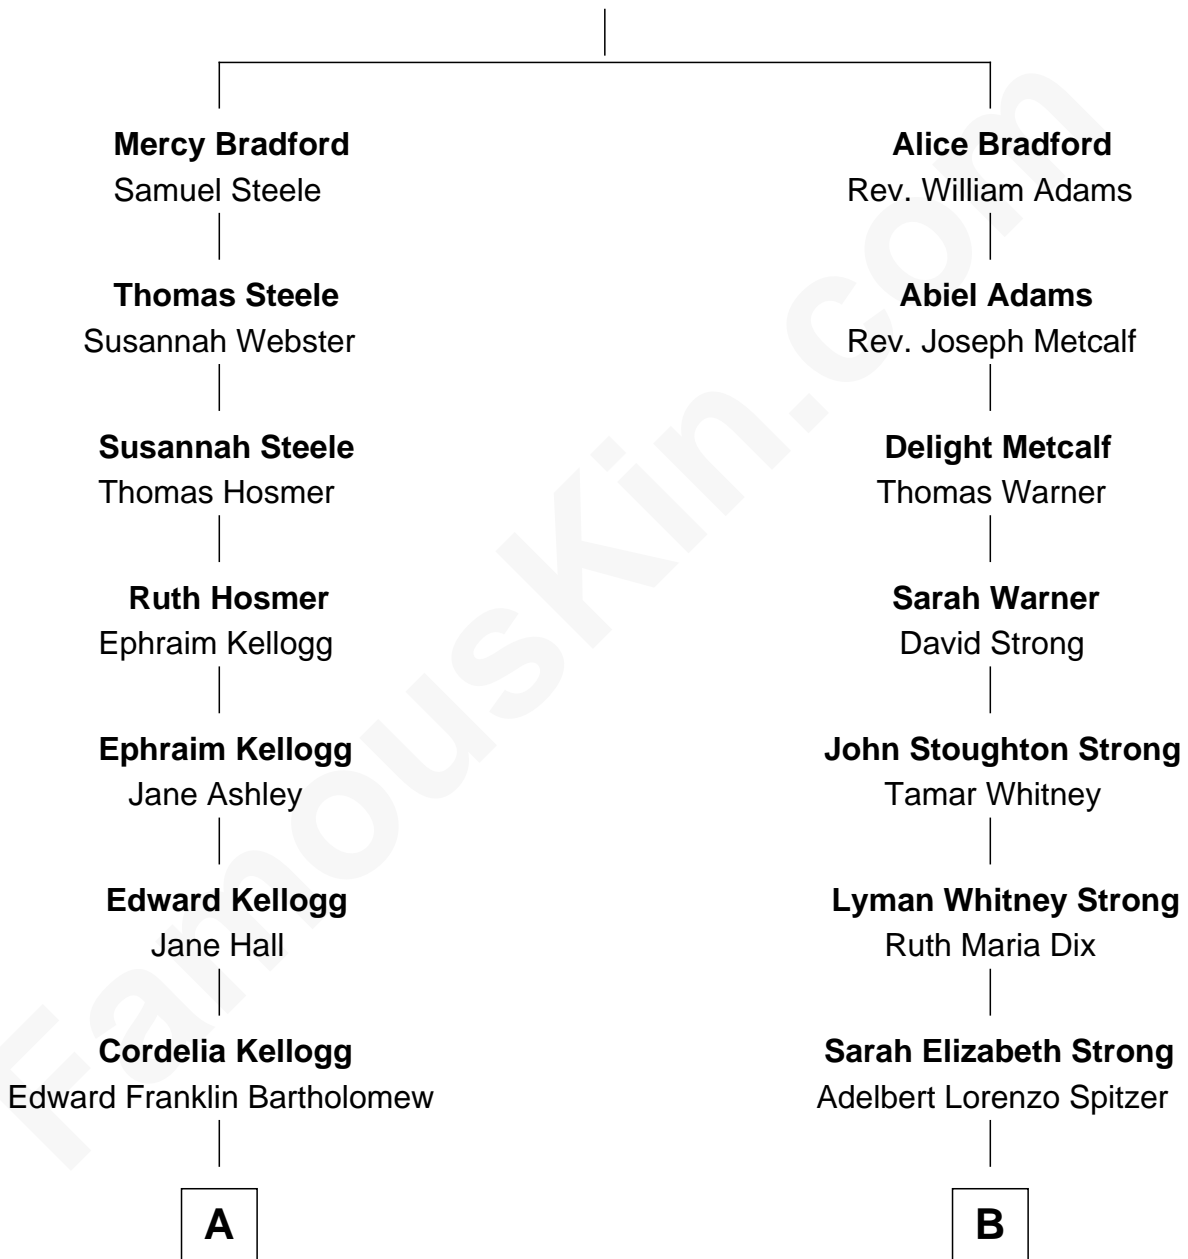 Mercy Bradford
Samuel Steele
Thomas Steele
Susannah Webster
Susannah Steele
Thomas Hosmer
Ruth Hosmer
Ephraim Kellogg
Ephraim Kellogg
Jane Ashley
Edward Kellogg
Jane Hall
Cordelia Kellogg
Edward Franklin Bartholomew
A
Alice Bradford
Rev. William Adams
Abiel Adams
Rev. Joseph Metcalf
Delight Metcalf
Thomas Warner
Sarah Warner
David Strong
John Stoughton Strong
Tamar Whitney
Lyman Whitney Strong
Ruth Maria Dix
Sarah Elizabeth Strong
Adelbert Lorenzo Spitzer
B
FamousKin.com